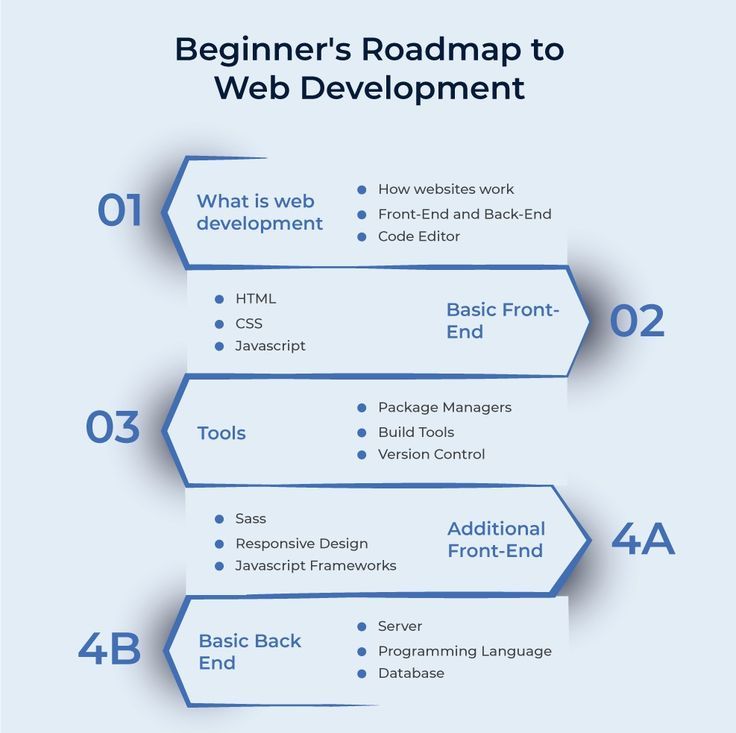 Beginner's Roadmap to
Web Development
01
What is web
development
How websites work
Front-End and Back-End
Code Editor
HTML
CSS
Javascript
Basic Front-
End
02
03
Tools
Package Managers
Build Tools
Version Control
Sass
Responsive Design
Javascript Frameworks
Additional
Front-End
4A
4B
Basic Back
End
Server
Programming Language
Database